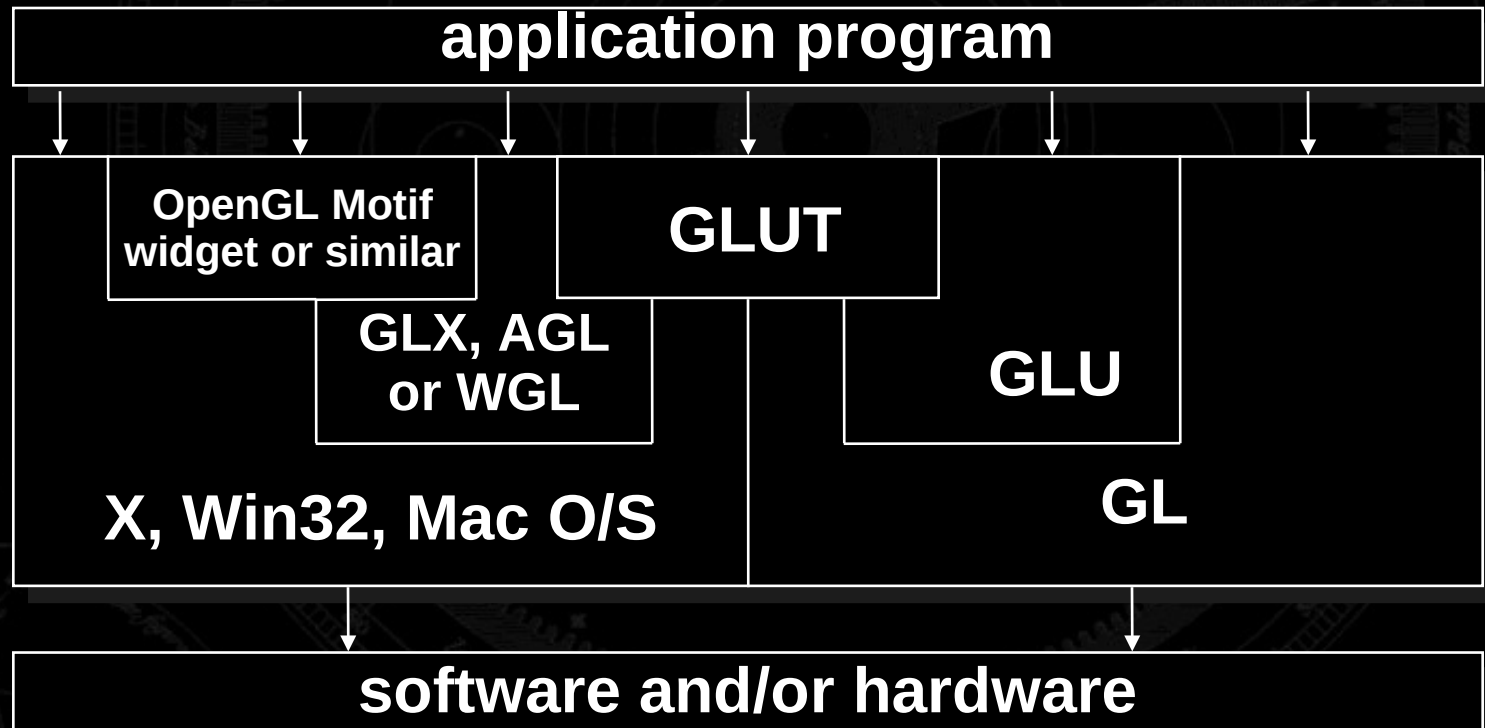 application program
OpenGL Motif
widget or similar
GLUT
GLX, AGL
or WGL
GLU
X, Win32, Mac O/S
GL
software and/or hardware